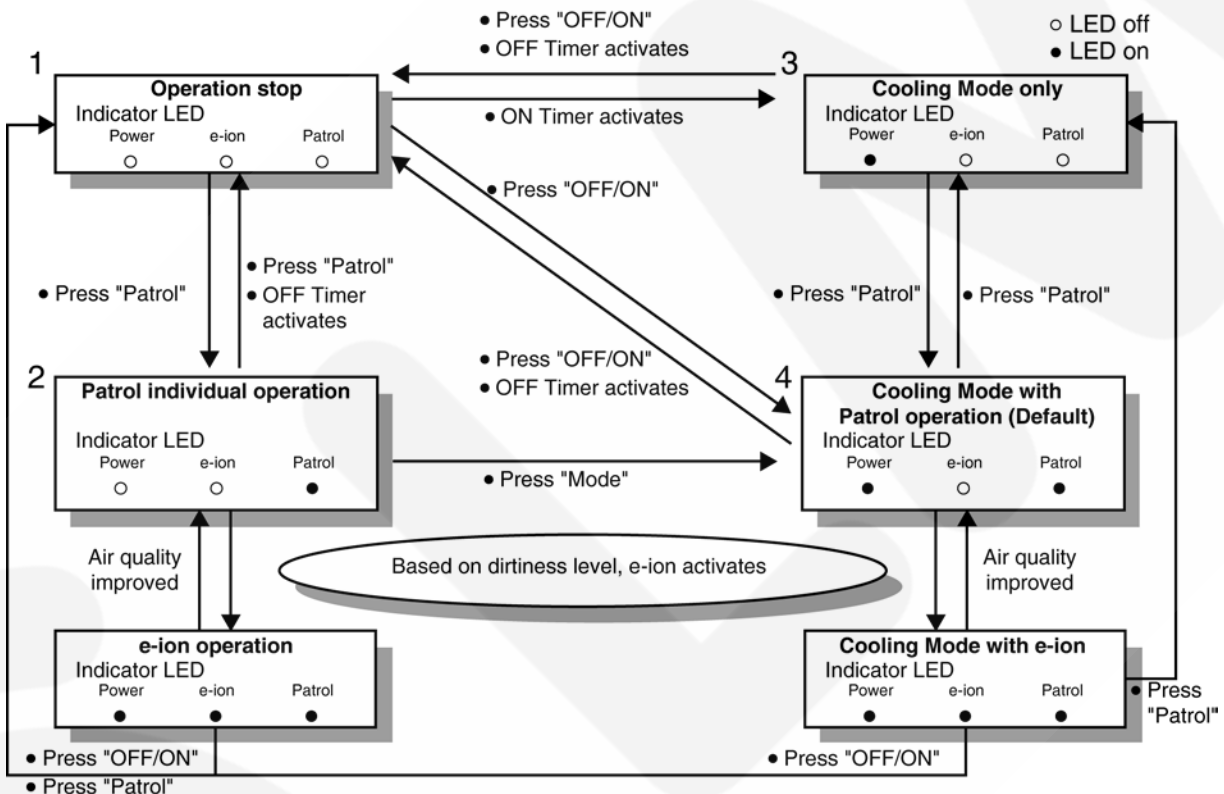 ● Press "OFF/ON"
● OFF Timer activates
○ LED off
● LED on
1
Operation stop
Indicator LED
Power e-ion Patrol
● ON Timer activates
3
Cooling Mode only
Indicator LED
Power e-ion Patrol
● Press "OFF/ON"
● Press "Patrol"
● Press "Patrol"
● OFF Timer
activates
● Press "Patrol"
● Press "Patrol"
● Press "OFF/ON"
● OFF Timer activates
2
Patrol individual operation
Indicator LED
Power e-ion Patrol
● Press "Mode"
4
Cooling Mode with
Patrol operation (Default)
Indicator LED
Power e-ion Patrol
Air quality
improved
Based on dirtiness level, e-ion activates
Air quality
improved
e-ion operation
Indicator LED
Power e-ion Patrol
Cooling Mode with e-ion
Indicator LED
Power e-ion Patrol
● Press
"Patrol"
● Press "OFF/ON"
● Press "Patrol"
● Press "OFF/ON"